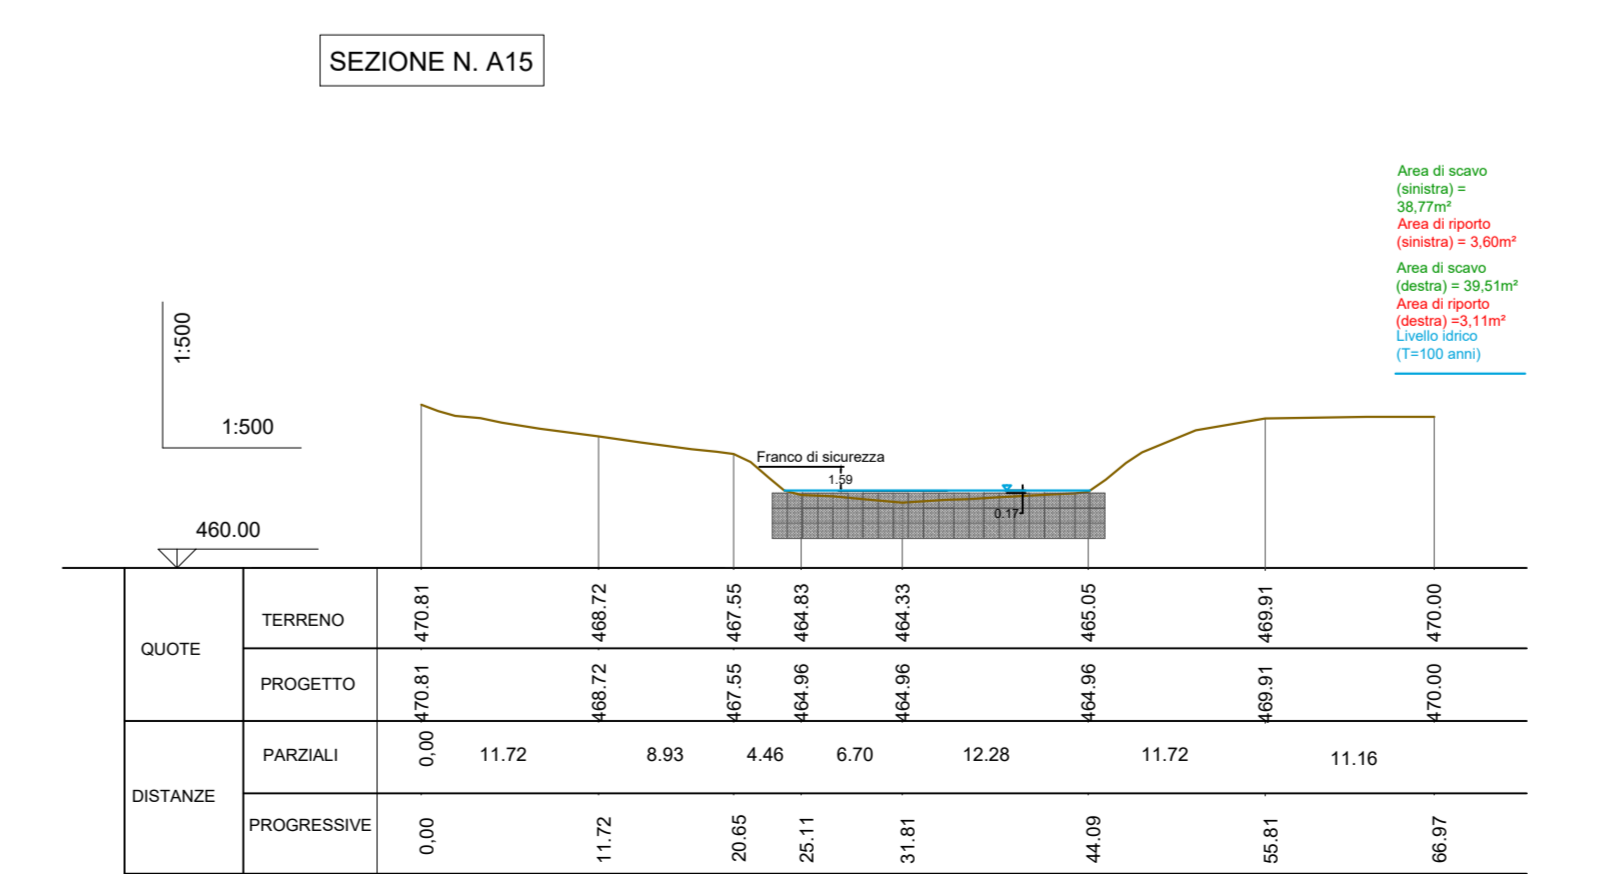 SEZIONE N. A15
Area di scavo
(sinistra) =
38,77m²
Area di riporto
(sinistra) = 3,60m²
Area di scavo
(destra) = 39,51m²
Area di riporto
(destra) =3,11m²
Livello idrico
(T=100 anni)
1:500
1:500
Franco di sicurezza
1.59
0.17
460.00
QUOTE
TERRENO
470.81 468.72 467.55 464.83 464.33 465.05 469.91 470.00
PROGETTO
470.81 468.72 467.55 464.96 464.96 464.96 469.91 470.00
DISTANZE
PARZIALI
0,00 11.72 8.93 4.46 6.70 12.28 11.72 11.16
PROGRESSIVE
0,00 11.72 20.65 25.11 31.81 44.09 55.81 66.97